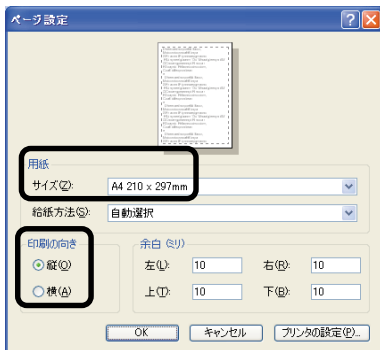 ページ設定
用紙
サイズ(Z): A4 210 x 297mm
給紙方法(S): 自動選択
印刷の向き
縦(O)
横(A)
余白(ミリ)
左(L): 10 右(R): 10
上(T): 10 下(B): 10
OK キャンセル プリンタの設定(P)...